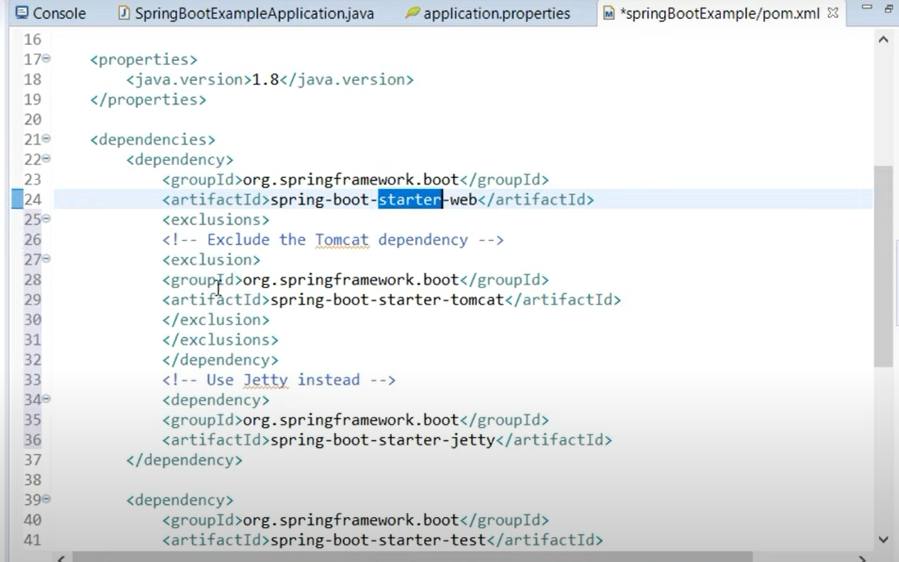 Console SpringBootExampleApplication.java application.properties *springBootExample/pom.xml
16
17 <properties>
18 <java.version>1.8</java.version>
19 </properties>
20
21 <dependencies>
22 <dependency>
23 <groupId>org.springframework.boot</groupId>
24 <artifactId>spring-boot-starter-web</artifactId>
25 <exclusions>
26 <!-- Exclude the Tomcat dependency -->
27 <exclusion>
28 <groupId>org.springframework.boot</groupId>
29 <artifactId>spring-boot-starter-tomcat</artifactId>
30 </exclusion>
31 </exclusions>
32 </dependency>
33 <!-- Use Jetty instead -->
34 <dependency>
35 <groupId>org.springframework.boot</groupId>
36 <artifactId>spring-boot-starter-jetty</artifactId>
37 </dependency>
38
39 <dependency>
40 <groupId>org.springframework.boot</groupId>
41 <artifactId>spring-boot-starter-test</artifactId>